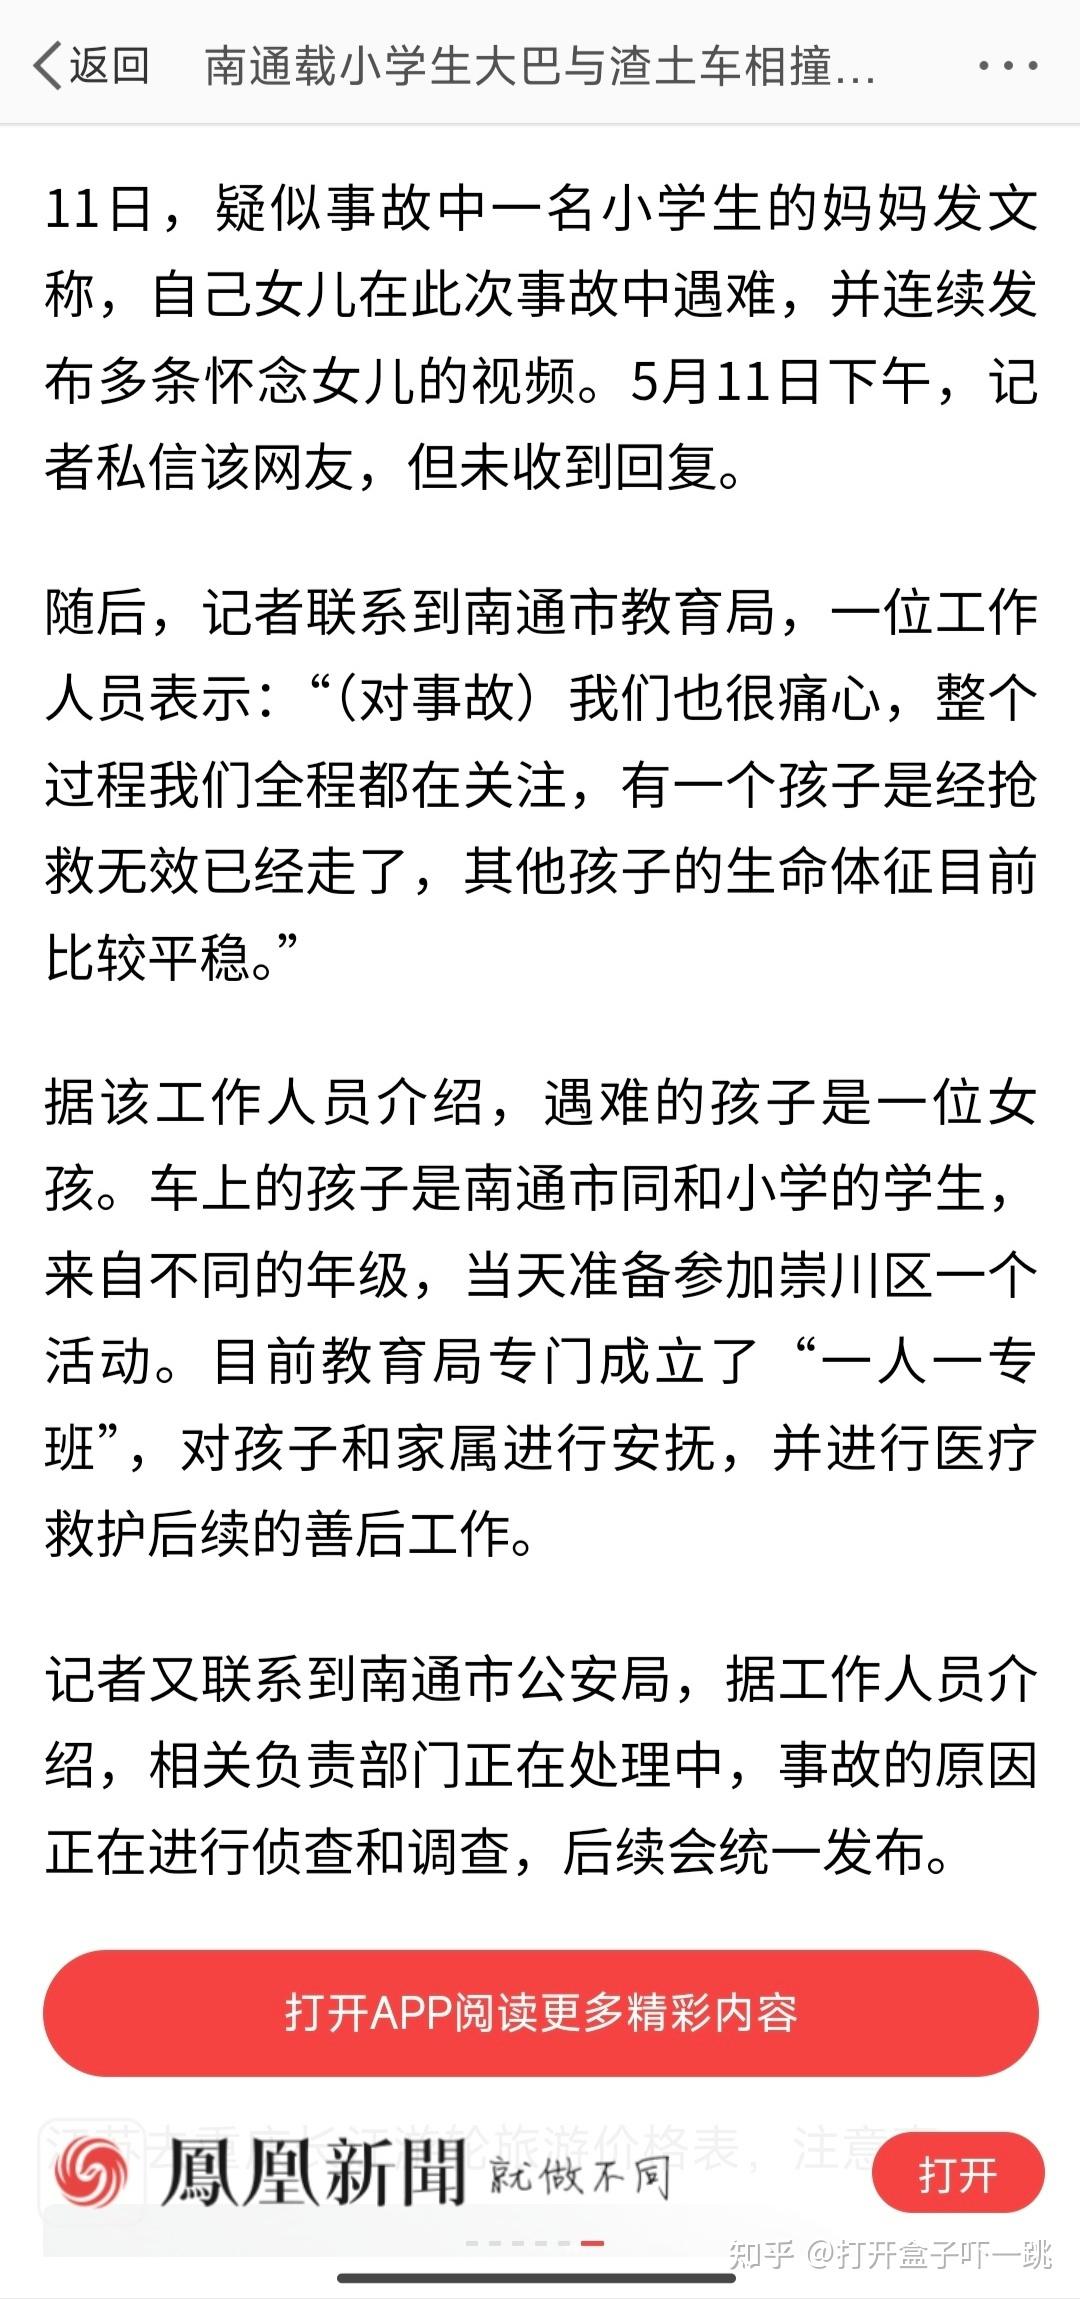 返回 南通载小学生大巴与渣土车相撞...
11日，疑似事故中一名小学生的妈妈发文
称，自己女儿在此次事故中遇难，并连续发
布多条怀念女儿的视频。5月11日下午，记
者私信该网友，但未收到回复。
随后，记者联系到南通市教育局，一位工作
人员表示：“（对事故）我们也很痛心，整个
过程我们全程都在关注，有一个孩子是经抢
救无效已经走了，其他孩子的生命体征目前
比较平稳。”
据该工作人员介绍，遇难的孩子是一位女
孩。车上的孩子是南通市同和小学的学生，
来自不同的年级，当天准备参加崇川区一个
活动。目前教育局专门成立了“一人一专
班”，对孩子和家属进行安抚，并进行医疗
救护后续的善后工作。
记者又联系到南通市公安局，据工作人员介
绍，相关负责部门正在处理中，事故的原因
正在进行侦查和调查，后续会统一发布。
打开APP阅读更多精彩内容
江苏去重庆长江游轮旅游价格表，注意
鳳凰新聞 就做不同 打开
知乎 @打开盒子吓一跳